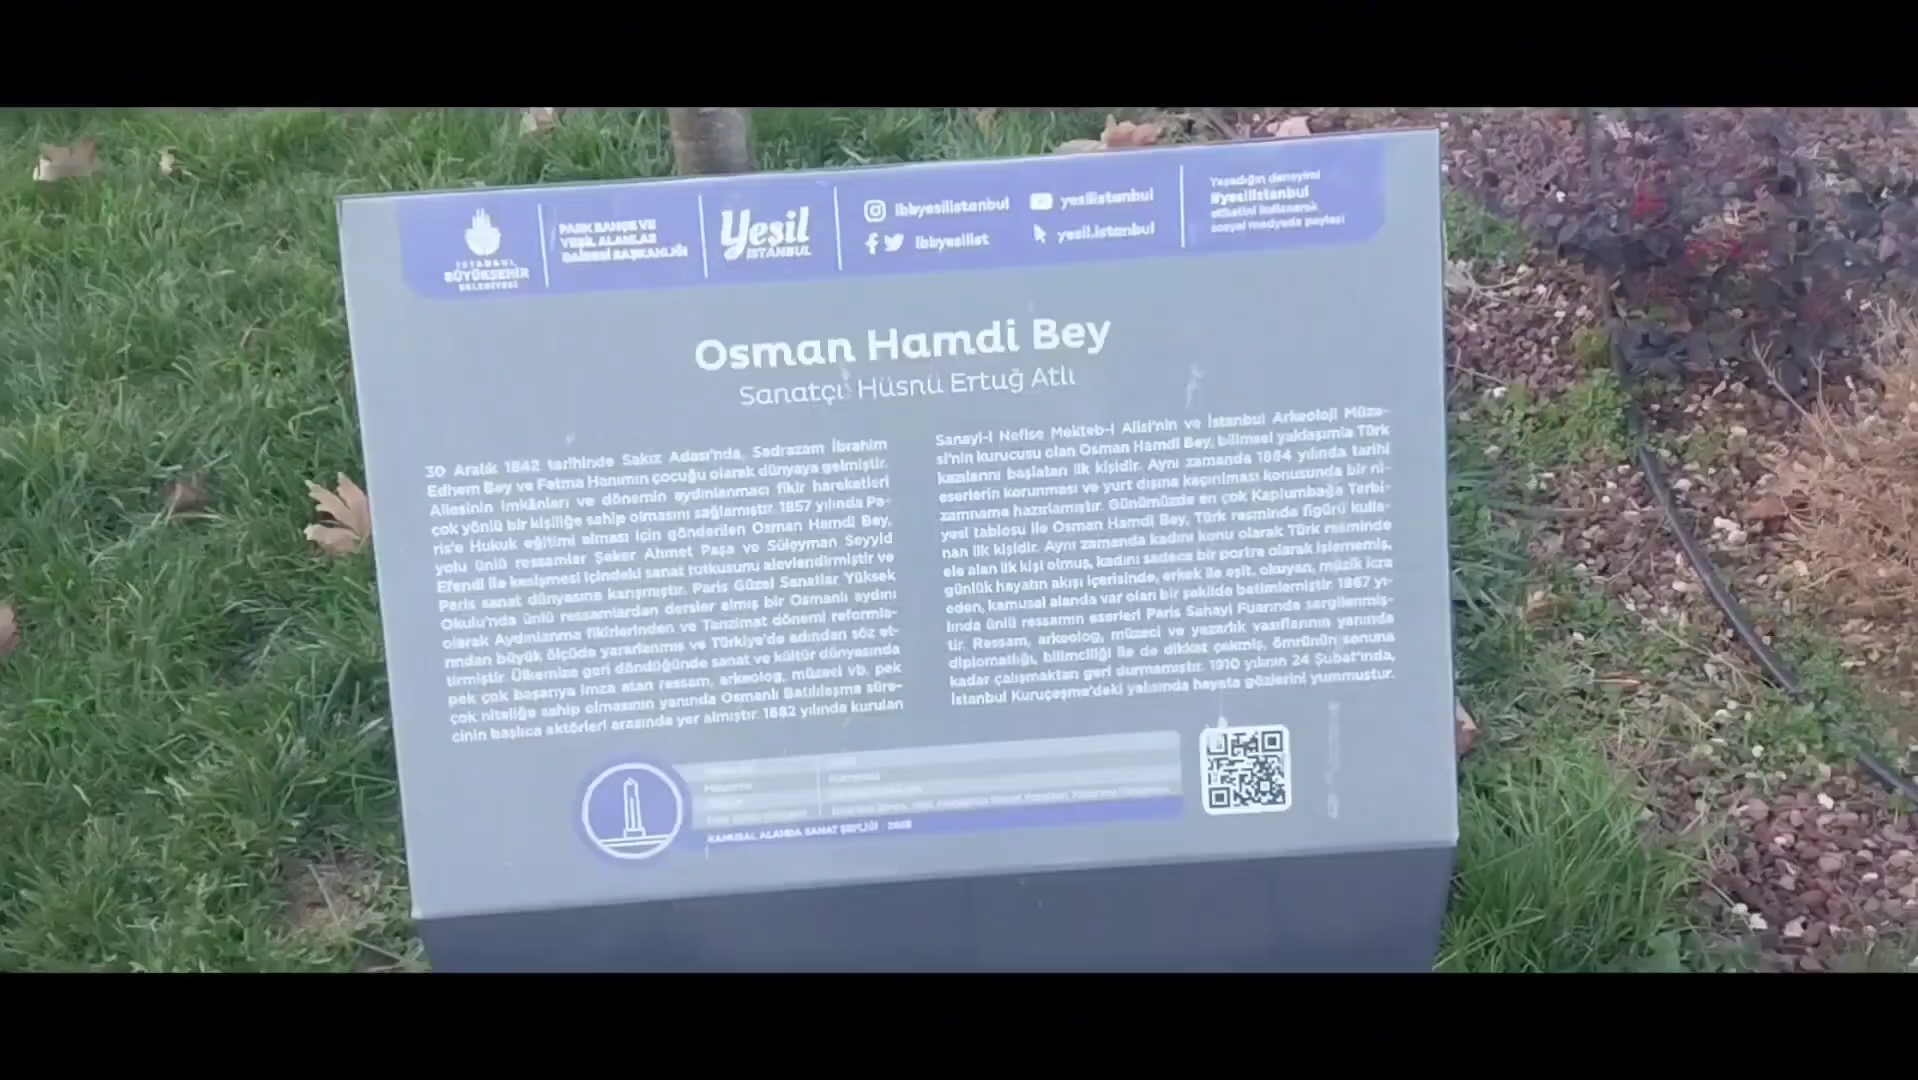 İSTANBUL
BÜYÜKŞEHİR
BELEDİYESİ
PARK BAHÇE VE
YEŞİL ALANLAR
DAİRESİ BAŞKANLIĞI
Yeşil
İSTANBUL
ibbyesilistanbul
yesilistanbul
ibbyesilist
yesil.istanbul
Yeşadığın deneyimi
#yesilistanbul
etiketini kullanarak
sosyal medyada paylaş!
Osman Hamdi Bey
Sanatçı: Hüsnü Ertuğ Atlı
30 Aralık 1842 tarihinde Sakız Adası'nda, Sadrazam İbrahim
Edhem Bey ve Fatma Hanımın çocuğu olarak dünyaya gelmiştir.
Ailesinin imkânları ve dönemin aydınlanmacı fikir hareketleri
çok yönlü bir kişiliğe sahip olmasını sağlamıştır. 1857 yılında Pa-
ris'e Hukuk eğitimi alması için gönderilen Osman Hamdi Bey,
yolu ünlü ressamlar Şeker Ahmet Paşa ve Süleyman Seyyid
Efendi ile kesişmesi içindeki sanat tutkusunu alevlendirmiştir ve
Paris sanat dünyasına karışmıştır. Paris Güzel Sanatlar Yüksek
Okulu'nda ünlü ressamlardan dersler almış bir Osmanlı aydını
olarak Aydınlanma fikirlerinden ve Tanzimat dönemi reformla-
rından büyük ölçüde yararlanmış ve Türkiye'de adından söz et-
tirmiştir. Ülkemize geri döndüğünde sanat ve kültür dünyasında
pek çok başarıya imza atan ressam, arkeolog, müzeci vb. pek
çok niteliğe sahip olmasının yanında Osmanlı Batılılaşma süre-
cinin başlıca aktörleri arasında yer almıştır. 1882 yılında kurulan
Sanayi-i Nefise Mekteb-i Alisi'nin ve İstanbul Arkeoloji Müze-
si'nin kurucusu olan Osman Hamdi Bey, bilimsel yaklaşımla Türk
kazılarını başlatan ilk kişidir. Aynı zamanda 1884 yılında tarihi
eserlerin korunması ve yurt dışına kaçırılması konusunda bir ni-
zamname hazırlamıştır. Günümüzde en çok Kaplumbağa Terbi-
yesi tablosu ile Osman Hamdi Bey, Türk resminde figürü kulla-
nan ilk kişidir. Aynı zamanda kadını konu olarak Türk resminde
ele alan ilk kişi olmuş, kadını sadece bir portre olarak işlememiş,
günlük hayatın akışı içerisinde, erkek ile eşit, okuyan, müzik icra
eden, kamusal alanda var olan bir şekilde betimlemiştir. 1867 yı-
lında ünlü ressamın eserleri Paris Sanayi Fuarında sergilenmiş-
tir. Ressam, arkeolog, müzeci ve yazarlık vasıflarının yanında
diplomatlığı, bilimciliği ile de dikkat çekmiş, ömrünün sonuna
kadar çalışmaktan geri durmamıştır. 1910 yılının 24 Şubat'ında,
İstanbul Kuruçeşme'deki yalısında hayata gözlerini yummuştur.
KAMUSAL ALANDA SANAT ŞEFLİĞİ